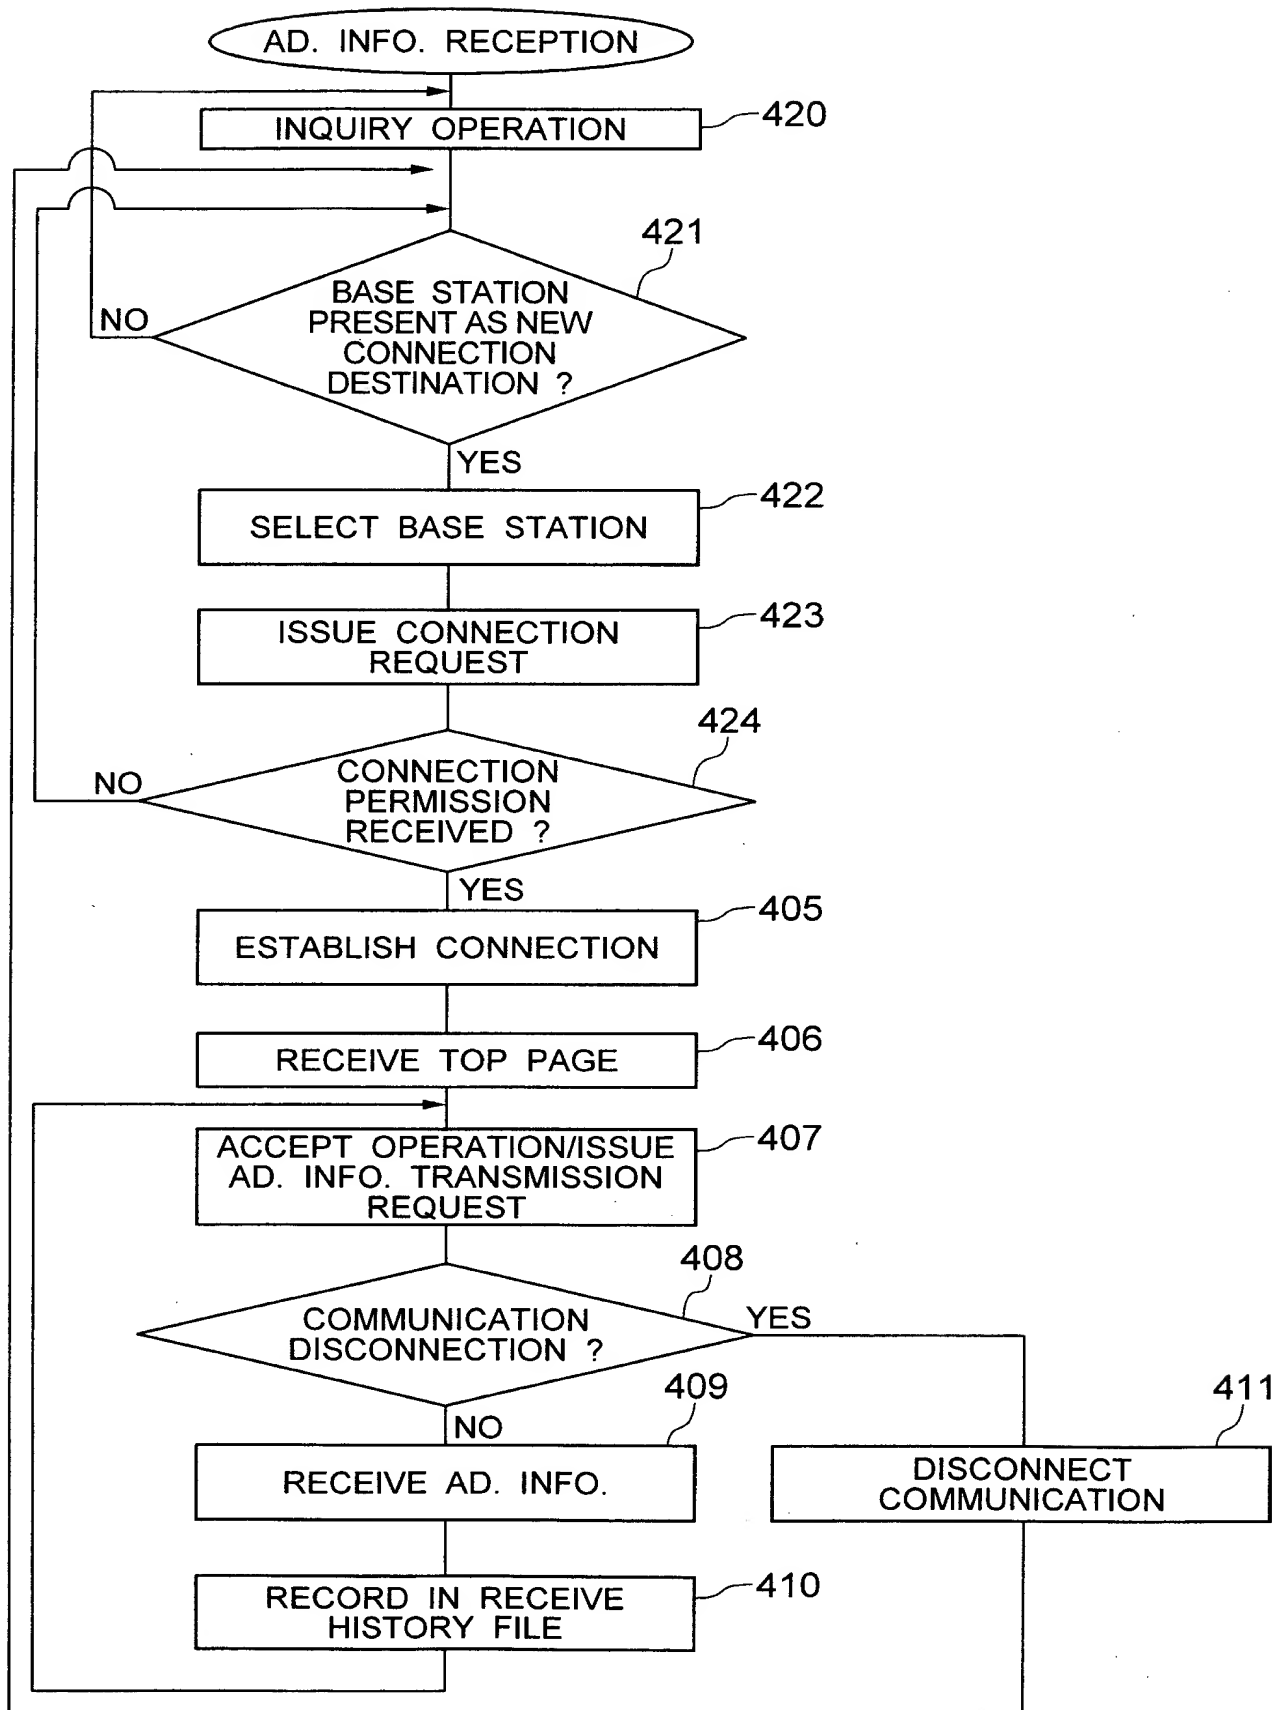 AD. INFO. RECEPTION
INQUIRY OPERATION
420
421
BASE STATION
PRESENT AS NEW
CONNECTION
DESTINATION ?
NO
YES
422
SELECT BASE STATION
423
ISSUE CONNECTION
REQUEST
424
CONNECTION
PERMISSION
RECEIVED ?
NO
YES
405
ESTABLISH CONNECTION
406
RECEIVE TOP PAGE
407
ACCEPT OPERATION/ISSUE
AD. INFO. TRANSMISSION
REQUEST
408
COMMUNICATION
DISCONNECTION ?
YES
NO
409
RECEIVE AD. INFO.
411
DISCONNECT
COMMUNICATION
410
RECORD IN RECEIVE
HISTORY FILE